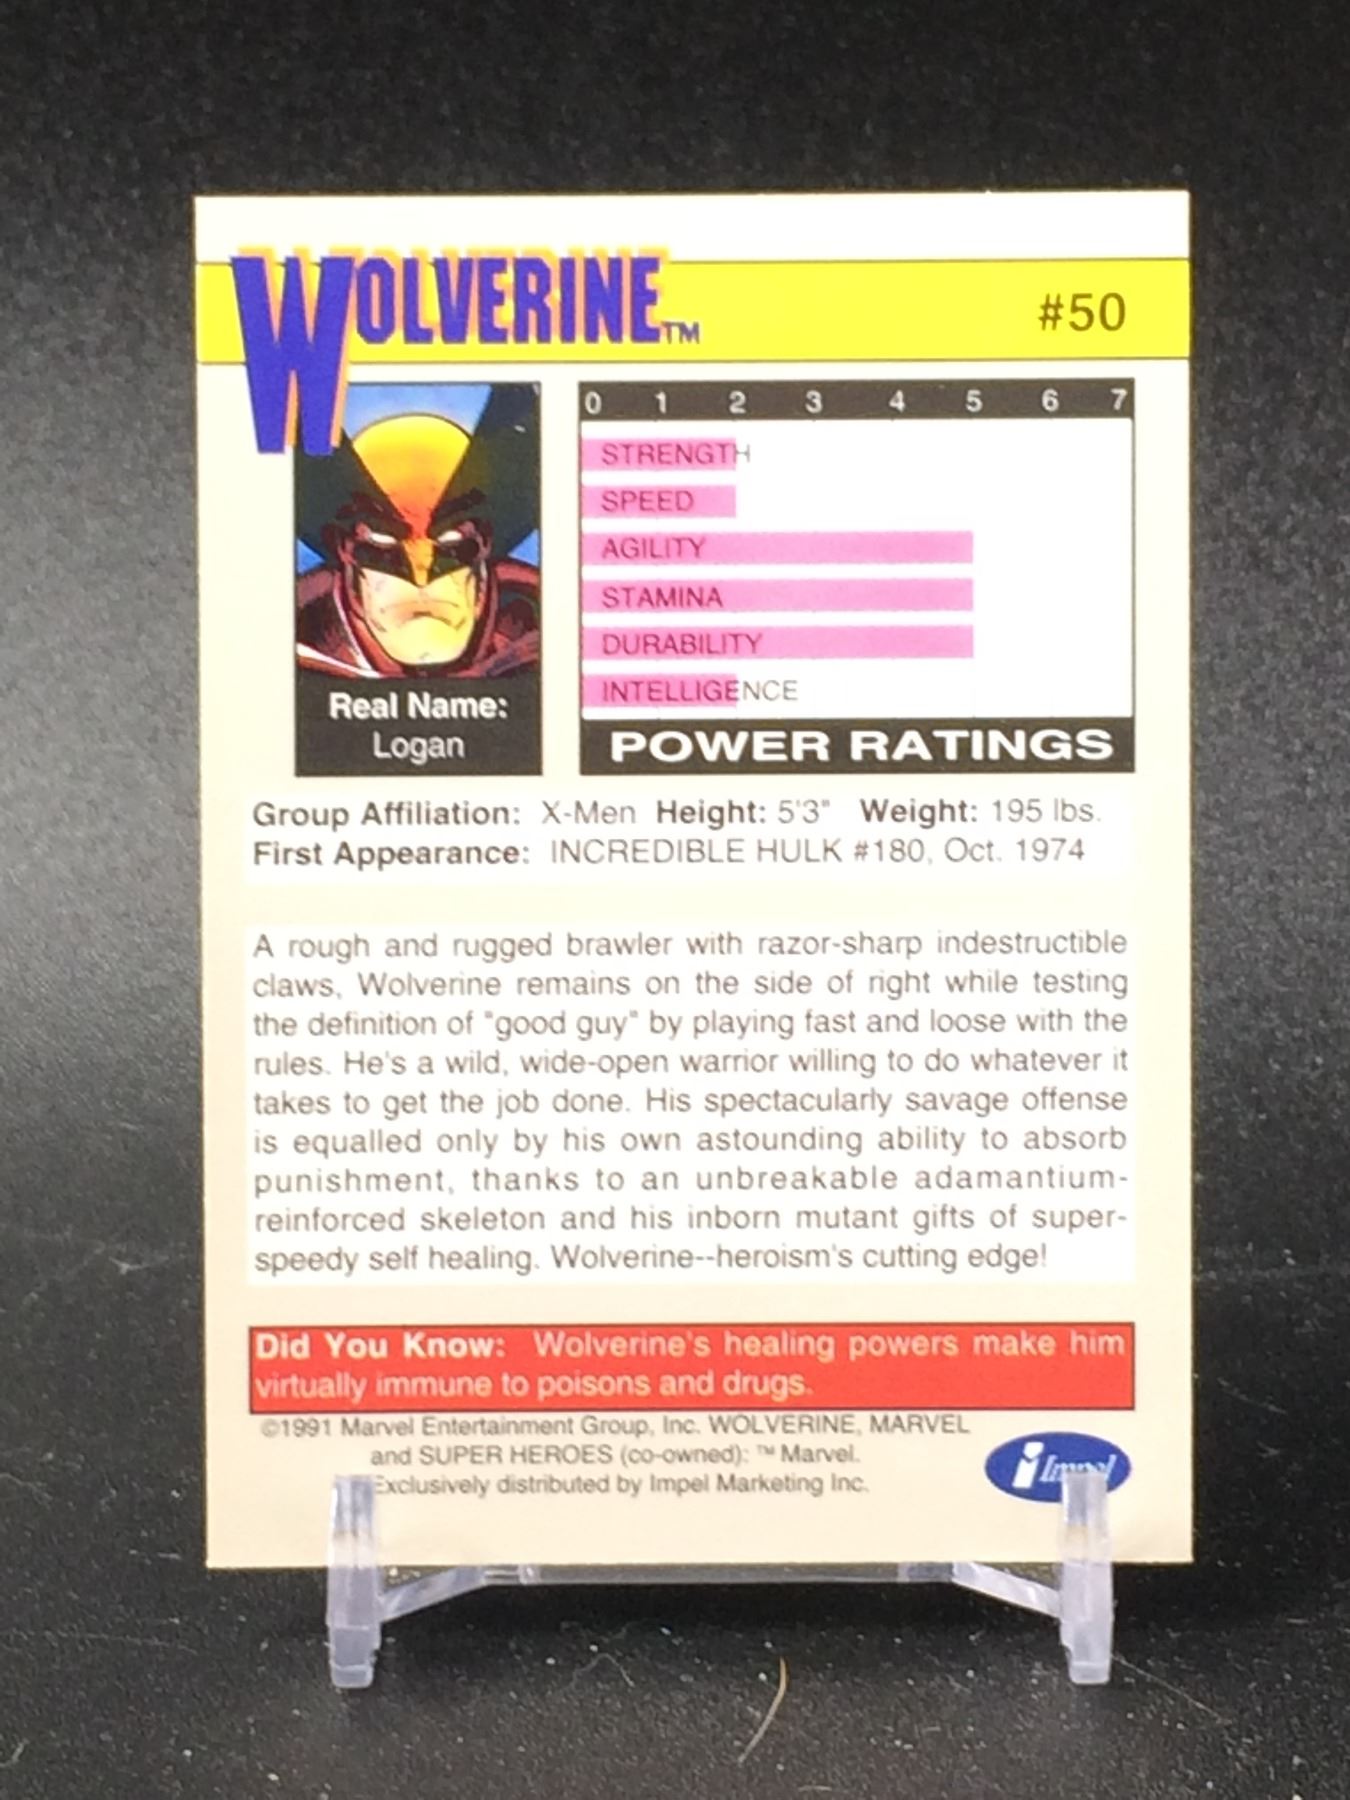 WOLVERINE™
#50
0 1 2 3 4 5 6 7
STRENGTH
SPEED
AGILITY
STAMINA
DURABILITY
INTELLIGENCE
POWER RATINGS
Real Name:
Logan
Group Affiliation: X-Men Height: 5'3" Weight: 195 lbs.
First Appearance: INCREDIBLE HULK #180, Oct. 1974
A rough and rugged brawler with razor-sharp indestructible
claws, Wolverine remains on the side of right while testing
the definition of "good guy" by playing fast and loose with the
rules. He's a wild, wide-open warrior willing to do whatever it
takes to get the job done. His spectacularly savage offense
is equalled only by his own astounding ability to absorb
punishment, thanks to an unbreakable adamantium-
reinforced skeleton and his inborn mutant gifts of super-
speedy self healing. Wolverine--heroism's cutting edge!
Did You Know: Wolverine's healing powers make him
virtually immune to poisons and drugs.
©1991 Marvel Entertainment Group, Inc. WOLVERINE, MARVEL
and SUPER HEROES (co-owned): ™ Marvel.
Exclusively distributed by Impel Marketing Inc.
i Impel